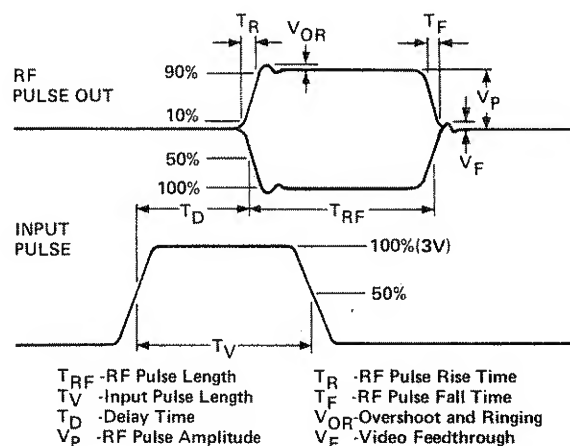 T_R
V_OR
T_F
RF
PULSE OUT
90%
10%
V_P
50%
100%
V_F
T_D
T_RF
INPUT
PULSE
100%(3V)
50%
T_V
T_RF -RF Pulse Length
T_V -Input Pulse Length
T_D -Delay Time
V_P -RF Pulse Amplitude
T_R -RF Pulse Rise Time
T_F -RF Pulse Fall Time
V_OR-Overshoot and Ringing
V_F -Video Feedthrough